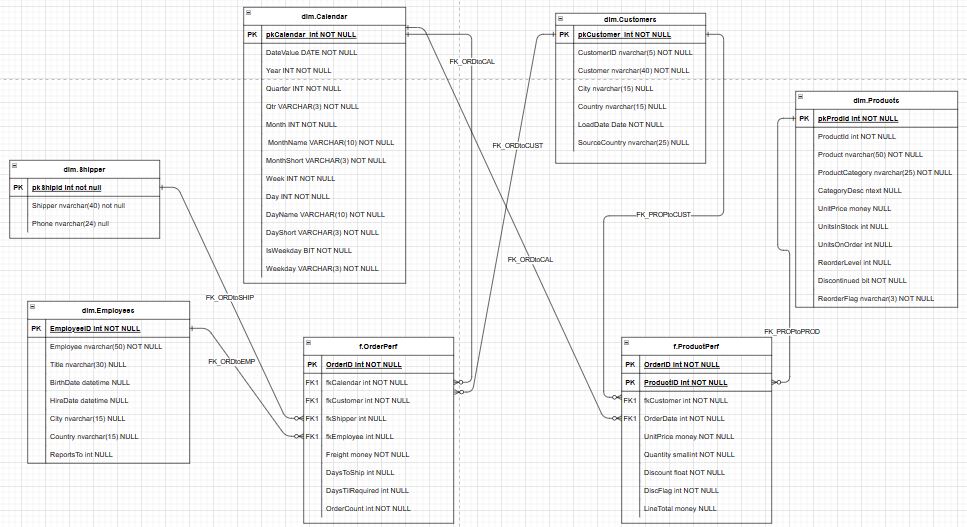 dim.Calendar
PK pkCalendar int NOT NULL
DateValue DATE NOT NULL
Year INT NOT NULL
Quarter INT NOT NULL
Qtr VARCHAR(3) NOT NULL
Month INT NOT NULL
MonthName VARCHAR(10) NOT NULL
MonthShort VARCHAR(3) NOT NULL
Week INT NOT NULL
Day INT NOT NULL
DayName VARCHAR(10) NOT NULL
DayShort VARCHAR(3) NOT NULL
IsWeekday BIT NOT NULL
Weekday VARCHAR(3) NOT NULL
dim.Customers
PK pkCustomer int NOT NULL
CustomerID nvarchar(5) NOT NULL
Customer nvarchar(40) NOT NULL
City nvarchar(15) NULL
Country nvarchar(15) NULL
LoadDate Date NOT NULL
SourceCountry nvarchar(25) NULL
dim.Products
PK pkProdId int NOT NULL
ProductId int NOT NULL
Product nvarchar(50) NOT NULL
ProductCategory nvarchar(25) NOT NULL
CategoryDesc ntext NULL
UnitPrice money NULL
UnitsInStock int NULL
UnitsOnOrder int NULL
ReorderLevel int NULL
Discontinued bit NOT NULL
ReorderFlag nvarchar(3) NOT NULL
dim.Shipper
PK pkShipId int not null
Shipper nvarchar(40) not null
Phone nvarchar(24) null
dim.Employees
PK EmployeeID int NOT NULL
Employee nvarchar(50) NOT NULL
Title nvarchar(30) NULL
BirthDate datetime NULL
HireDate datetime NULL
City nvarchar(15) NULL
Country nvarchar(15) NULL
ReportsTo int NULL
f.OrderPerf
PK OrderID int NOT NULL
FK1 fkCalendar int NOT NULL
FK1 fkCustomer int NOT NULL
FK1 fkShipper int NULL
FK1 fkEmployee int NULL
Freight money NOT NULL
DaysToShip int NULL
DaysTilRequired int NULL
OrderCount int NOT NULL
f.ProductPerf
PK OrderID int NOT NULL
PK ProductID int NOT NULL
FK1 fkCustomer int NOT NULL
FK1 OrderDate int NOT NULL
UnitPrice money NOT NULL
Quantity smallint NOT NULL
Discount float NOT NULL
DiscFlag int NOT NULL
LineTotal money NULL
FK_ORDtoCAL
FK_ORDtoCUST
FK_PROPtoCUST
FK_ORDtoCAL
FK_ORDtoSHIP
FK_ORDtoEMP
FK_PROPtoPROD